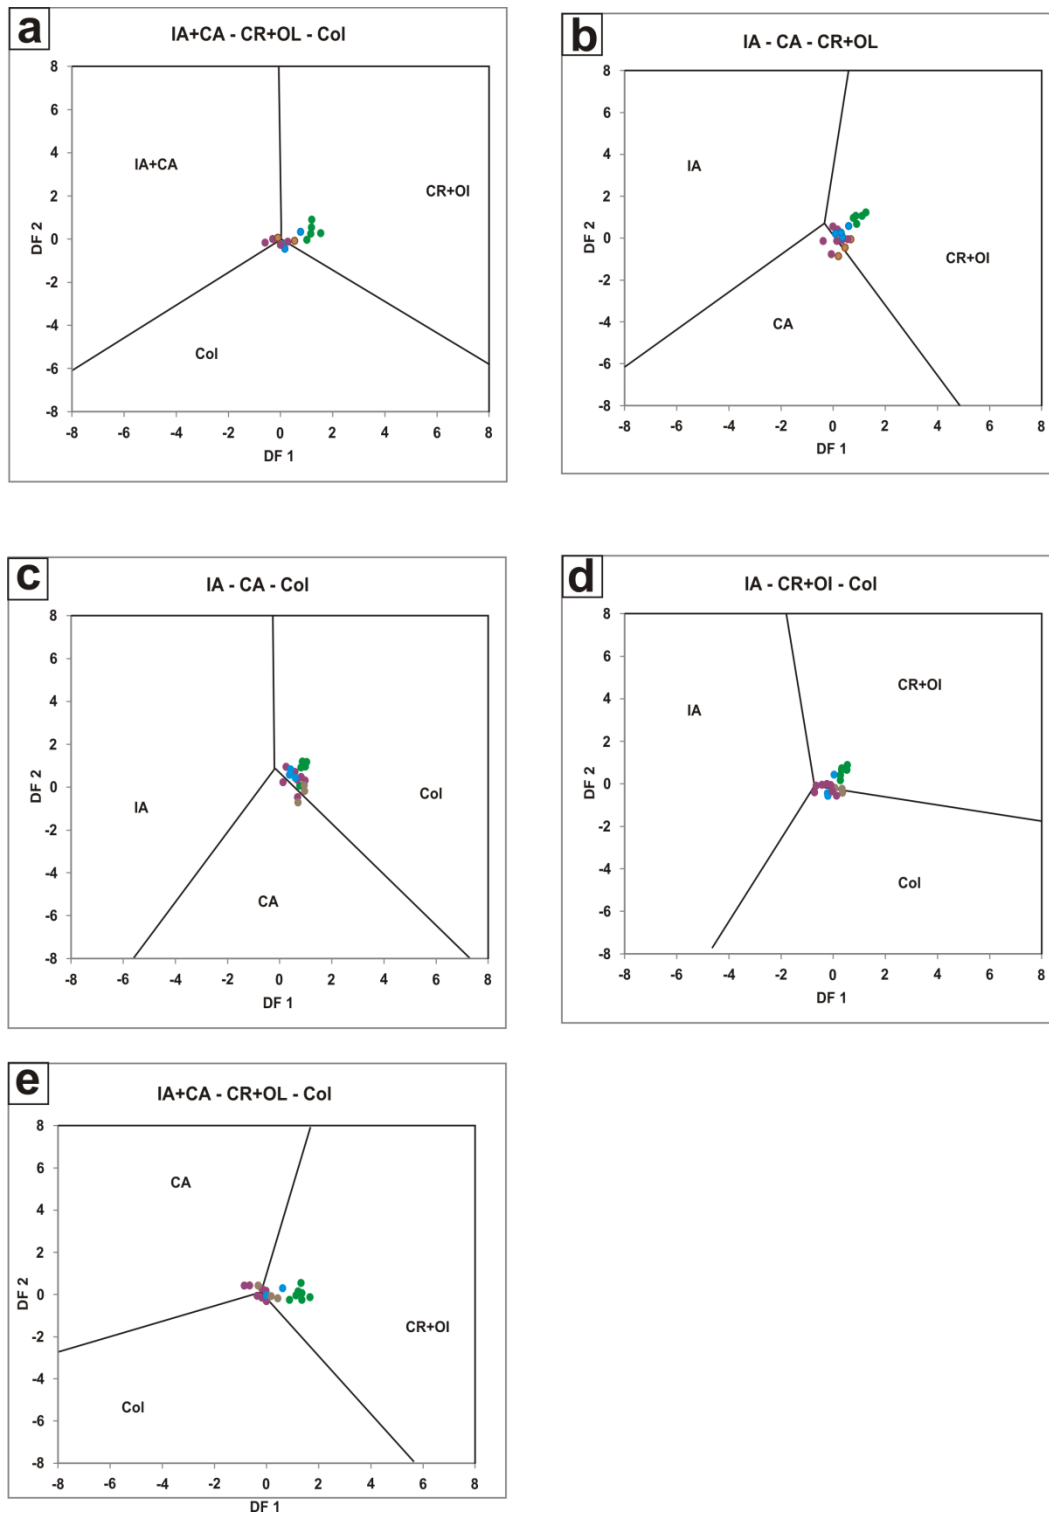 a
IA+CA - CR+OL - Col
8
6
4
2
0
-2
-4
-6
-8
DF 2
IA+CA
CR+OI
Col
-8 -6 -4 -2 0 2 4 6 8
DF 1
b
IA - CA - CR+OL
8
6
4
2
0
-2
-4
-6
-8
DF 2
IA
CR+OI
CA
-8 -6 -4 -2 0 2 4 6 8
DF 1
c
IA - CA - Col
8
6
4
2
0
-2
-4
-6
-8
DF 2
IA
Col
CA
-8 -6 -4 -2 0 2 4 6 8
DF 1
d
IA - CR+OI - Col
8
6
4
2
0
-2
-4
-6
-8
DF 2
CR+OI
IA
Col
-8 -6 -4 -2 0 2 4 6 8
DF 1
e
IA+CA - CR+OL - Col
8
6
4
2
0
-2
-4
-6
-8
DF 2
CA
CR+OI
Col
-8 -6 -4 -2 0 2 4 6 8
DF 1